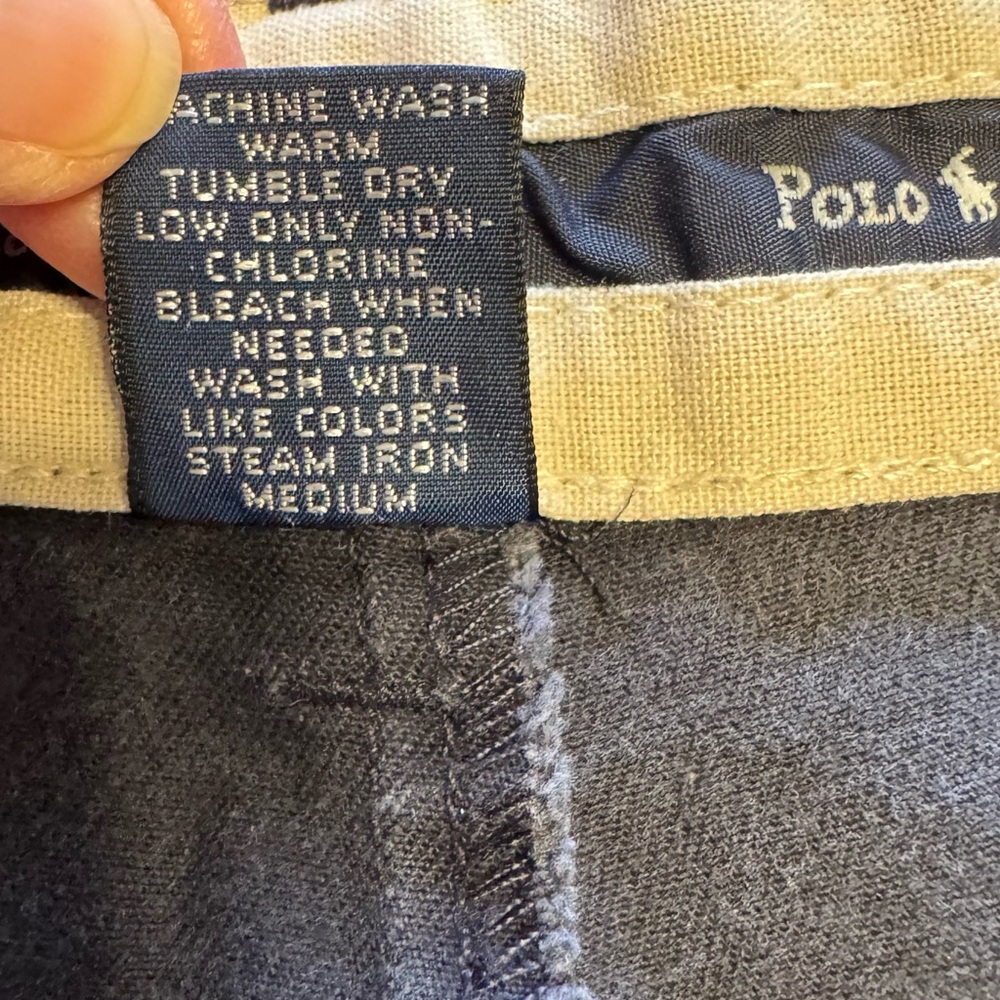 ACHINE WASH
WARM
TUMBLE DRY
LOW ONLY NON-
CHLORINE
BLEACH WHEN
NEEDED
WASH WITH
LIKE COLORS
STEAM IRON
MEDIUM
POLO